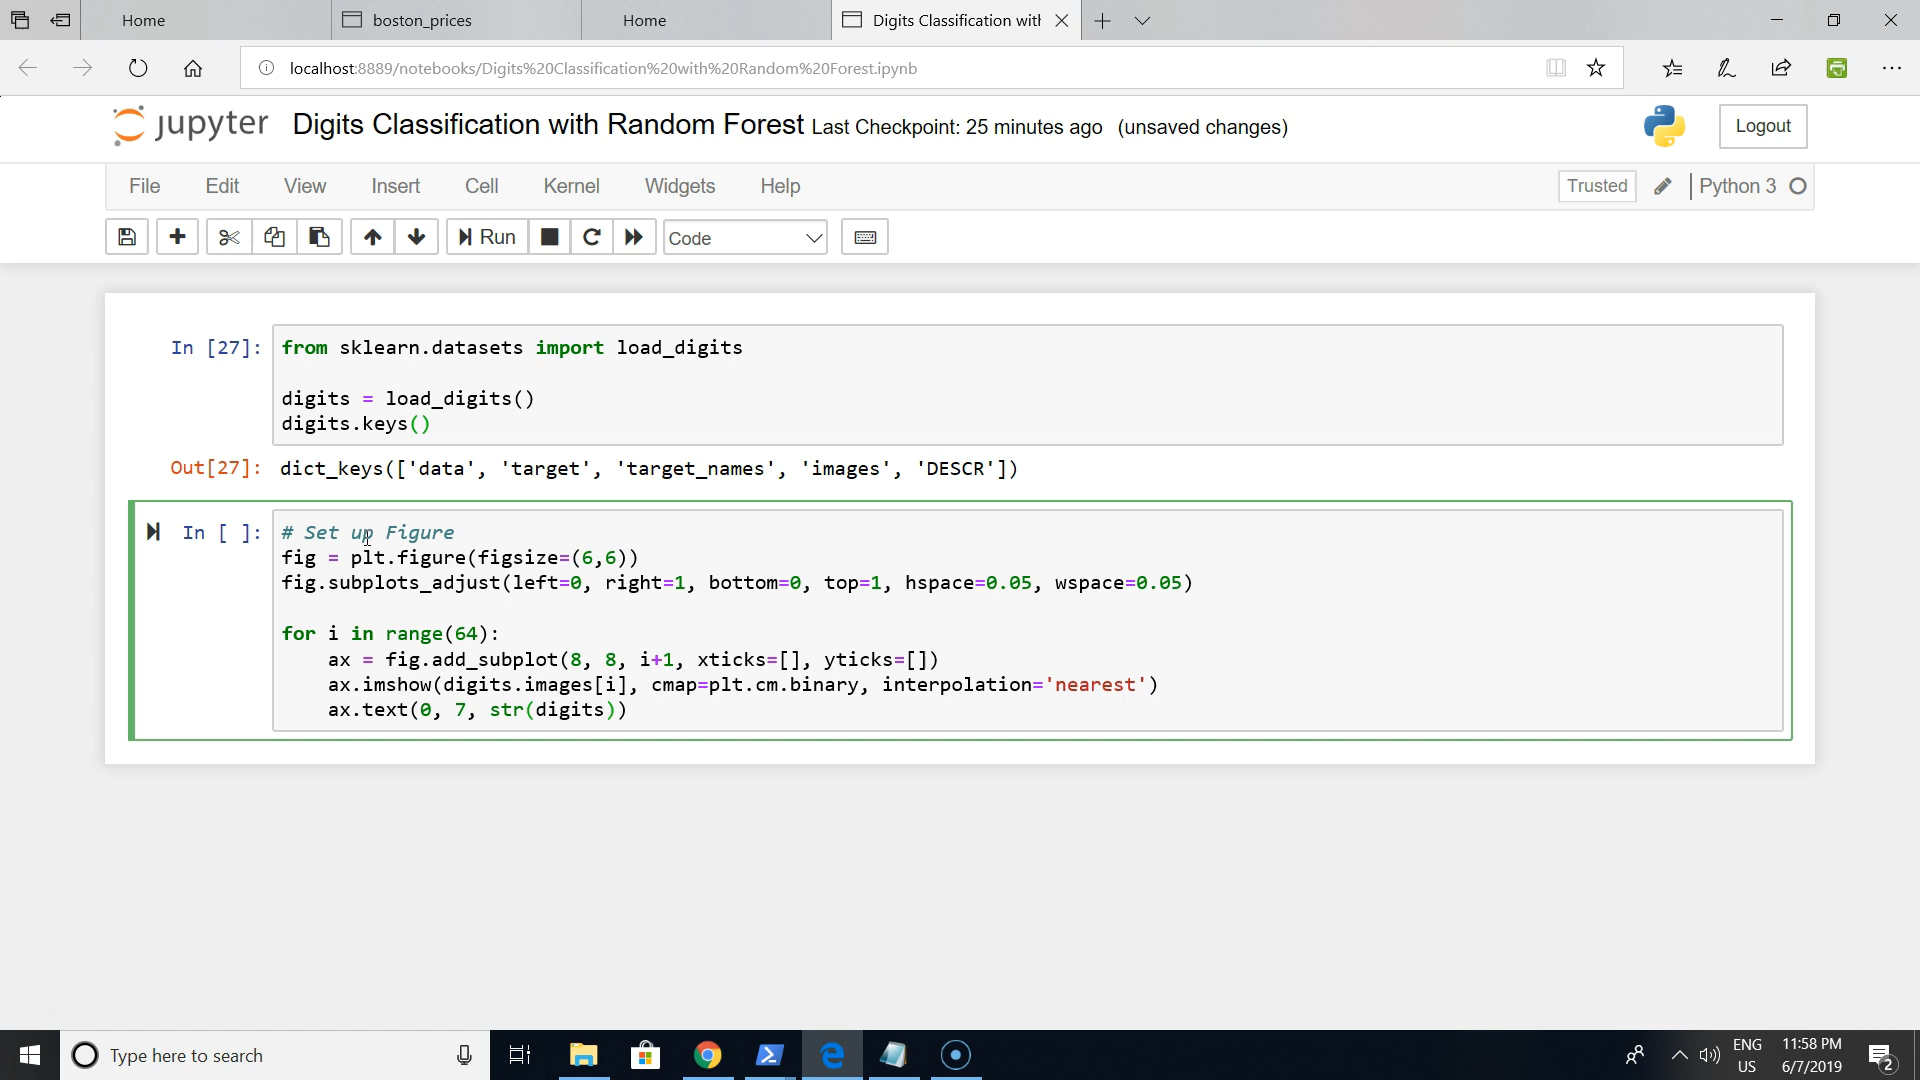 Home boston_prices Home Digits Classification with
localhost:8889/notebooks/Digits%20Classification%20with%20Random%20Forest.ipynb
jupyter Digits Classification with Random Forest Last Checkpoint: 25 minutes ago (unsaved changes) Logout
File Edit View Insert Cell Kernel Widgets Help Trusted Python 3
Run Code
In [27]: from sklearn.datasets import load_digits
digits = load_digits()
digits.keys()
Out[27]: dict_keys(['data', 'target', 'target_names', 'images', 'DESCR'])
In [ ]: # Set up Figure
fig = plt.figure(figsize=(6,6))
fig.subplots_adjust(left=0, right=1, bottom=0, top=1, hspace=0.05, wspace=0.05)
for i in range(64):
ax = fig.add_subplot(8, 8, i+1, xticks=[], yticks=[])
ax.imshow(digits.images[i], cmap=plt.cm.binary, interpolation='nearest')
ax.text(0, 7, str(digits))
Type here to search ENG 11:58 PM
US 6/7/2019 2